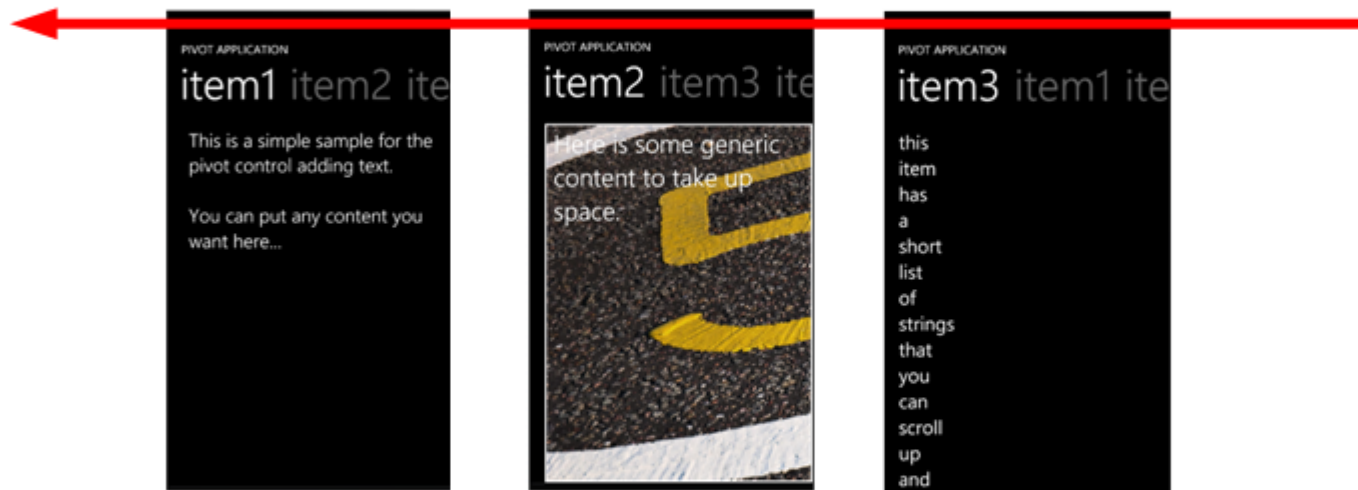 PIVOT APPLICATION
item1 item2 ite
This is a simple sample for the
pivot control adding text.
You can put any content you
want here...
PIVOT APPLICATION
item2 item3 ite
Here is some generic
content to take up
space.
PIVOT APPLICATION
item3 item1 ite
this
item
has
a
short
list
of
strings
that
you
can
scroll
up
and